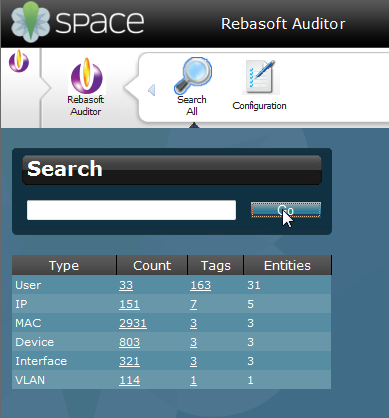 space
Rebasoft Auditor
Rebasoft
Auditor
Search
All
Configuration
Search
Go
Type Count Tags Entities
User 33 163 31
IP 151 7 5
MAC 2931 3 3
Device 803 3 3
Interface 321 3 3
VLAN 114 1 1